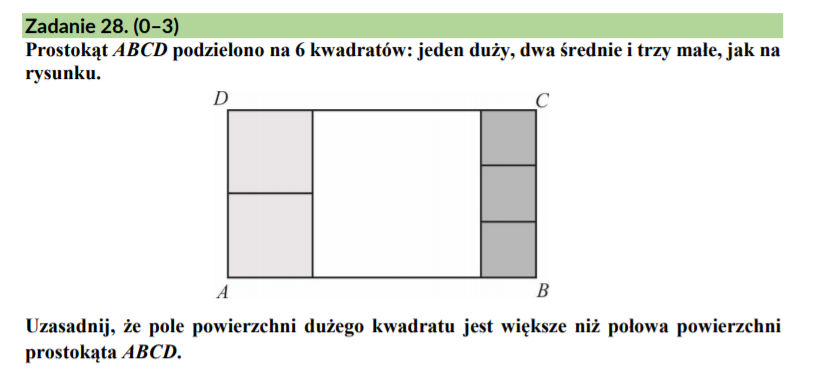 Zadanie 28. (0–3)
Prostokąt ABCD podzielono na 6 kwadratów: jeden duży, dwa średnie i trzy małe, jak na
rysunku.
D
C
A
B
Uzasadnij, że pole powierzchni dużego kwadratu jest większe niż połowa powierzchni
prostokąta ABCD.